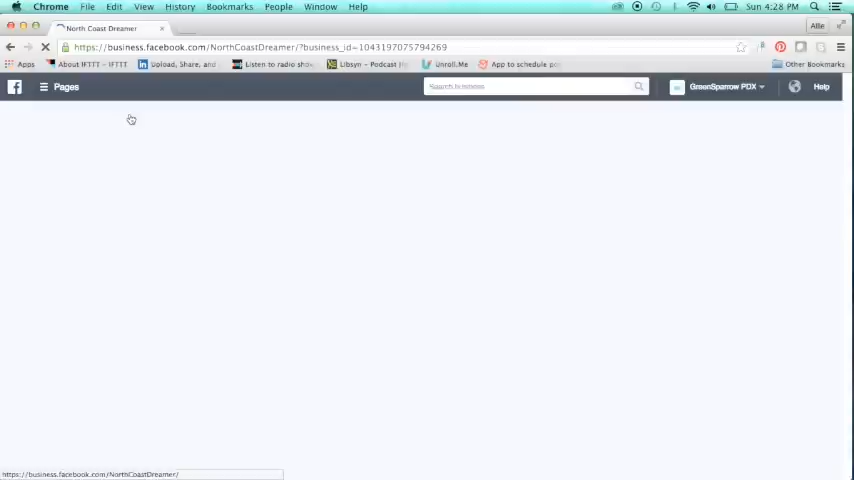 Chrome File Edit View History Bookmarks People Window Help Sun 4:28 PM
North Coast Dreamer Allie
https://business.facebook.com/NorthCoastDreamer/?business_id=1043197075794269
Apps About IFTTT - IFTTT Upload, Share, and Listen to radio show Libsyn - Podcast Unroll.Me App to schedule po Other Bookmarks
Pages Search business GreenSparrow PDX Help
https://business.facebook.com/NorthCoastDreamer/